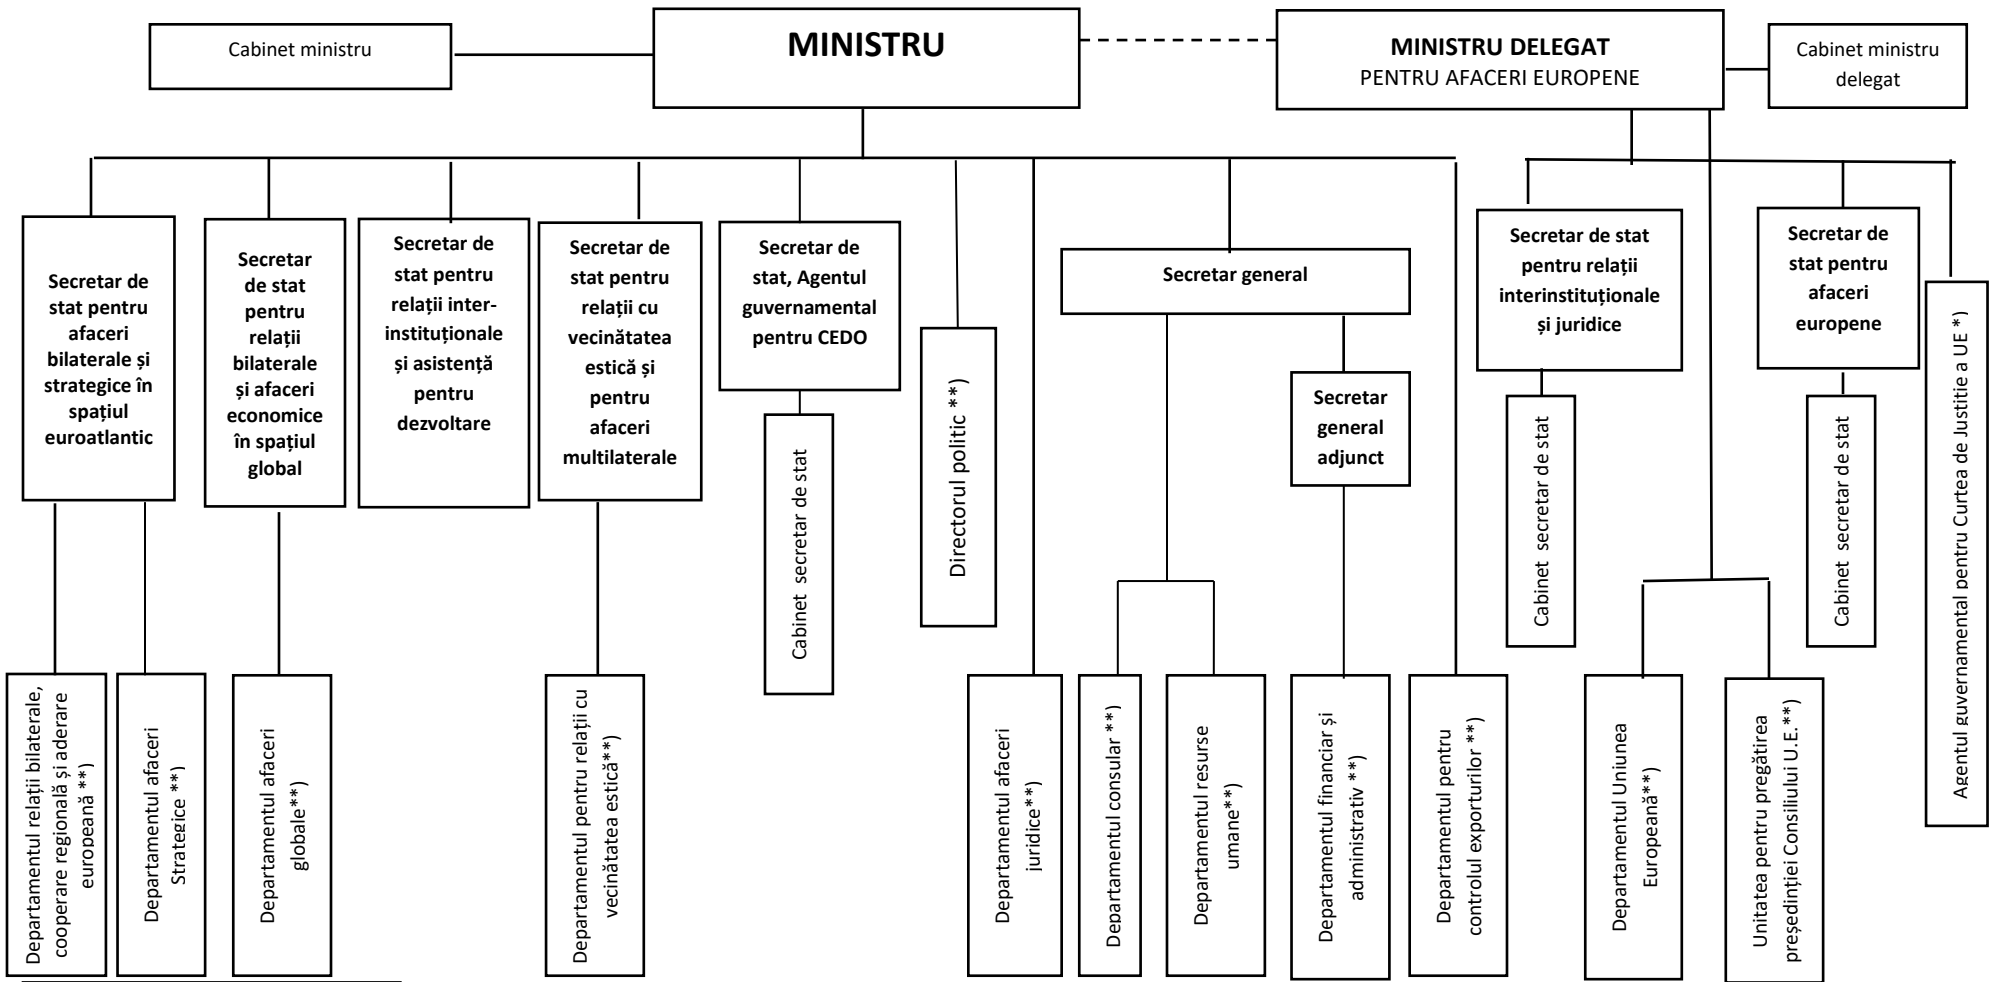 Cabinet ministru
MINISTRU
MINISTRU DELEGAT
PENTRU AFACERI EUROPENE
Cabinet ministru
delegat
Secretar de
stat pentru
afaceri
bilaterale și
strategice în
spațiul
euroatlantic
Secretar
de stat
pentru
relații
bilaterale
și afaceri
economice
în spațiul
global
Secretar de
stat pentru
relații inter-
instituționale
și asistență
pentru
dezvoltare
Secretar de
stat pentru
relații cu
vecinătatea
estică și
pentru
afaceri
multilaterale
Secretar de
stat, Agentul
guvernamental
pentru CEDO
Cabinet secretar de stat
Directorul politic **)
Secretar general
Secretar
general
adjunct
Secretar de stat
pentru relații
interinstituționale
și juridice
Cabinet secretar de stat
Secretar de
stat pentru
afaceri
europene
Cabinet secretar de stat
Agentul guvernamental pentru Curtea de Justitie a UE *)
Departamentul relații bilaterale,
cooperare regională și aderare
europeană **)
Departamentul afaceri
Strategice **)
Departamentul afaceri
globale**)
Departamentul pentru relații cu
vecinătatea estică**)
Departamentul afaceri
juridice**)
Departamentul consular **)
Departamentul resurse
umane**)
Departamentul financiar și
administrativ **)
Departamentul pentru
controlul exporturilor **)
Departamentul Uniunea
Europeană**)
Unitatea pentru pregătirea
președinției Consiliului U.E.**)